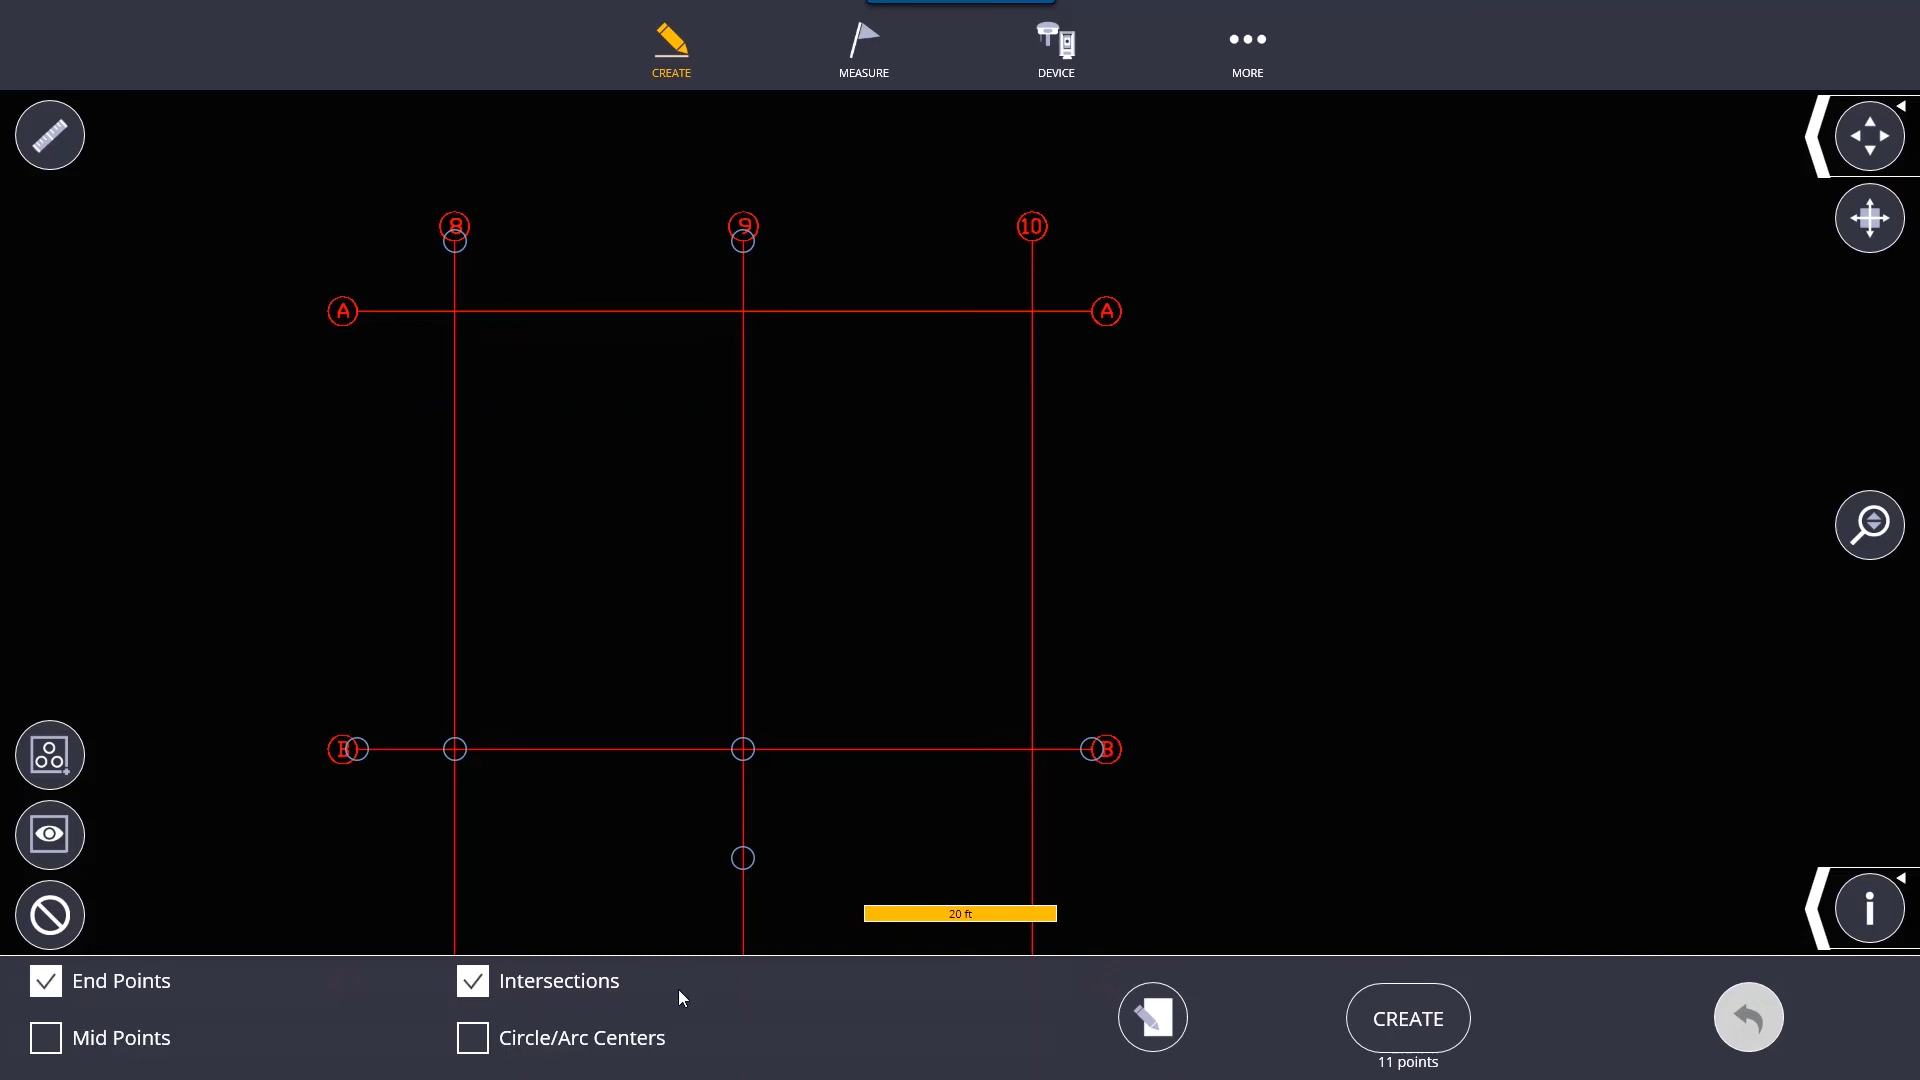 CREATE
MEASURE
DEVICE
MORE
8
9
10
A
A
B
B
20 ft
End Points
Intersections
Mid Points
Circle/Arc Centers
CREATE
11 points